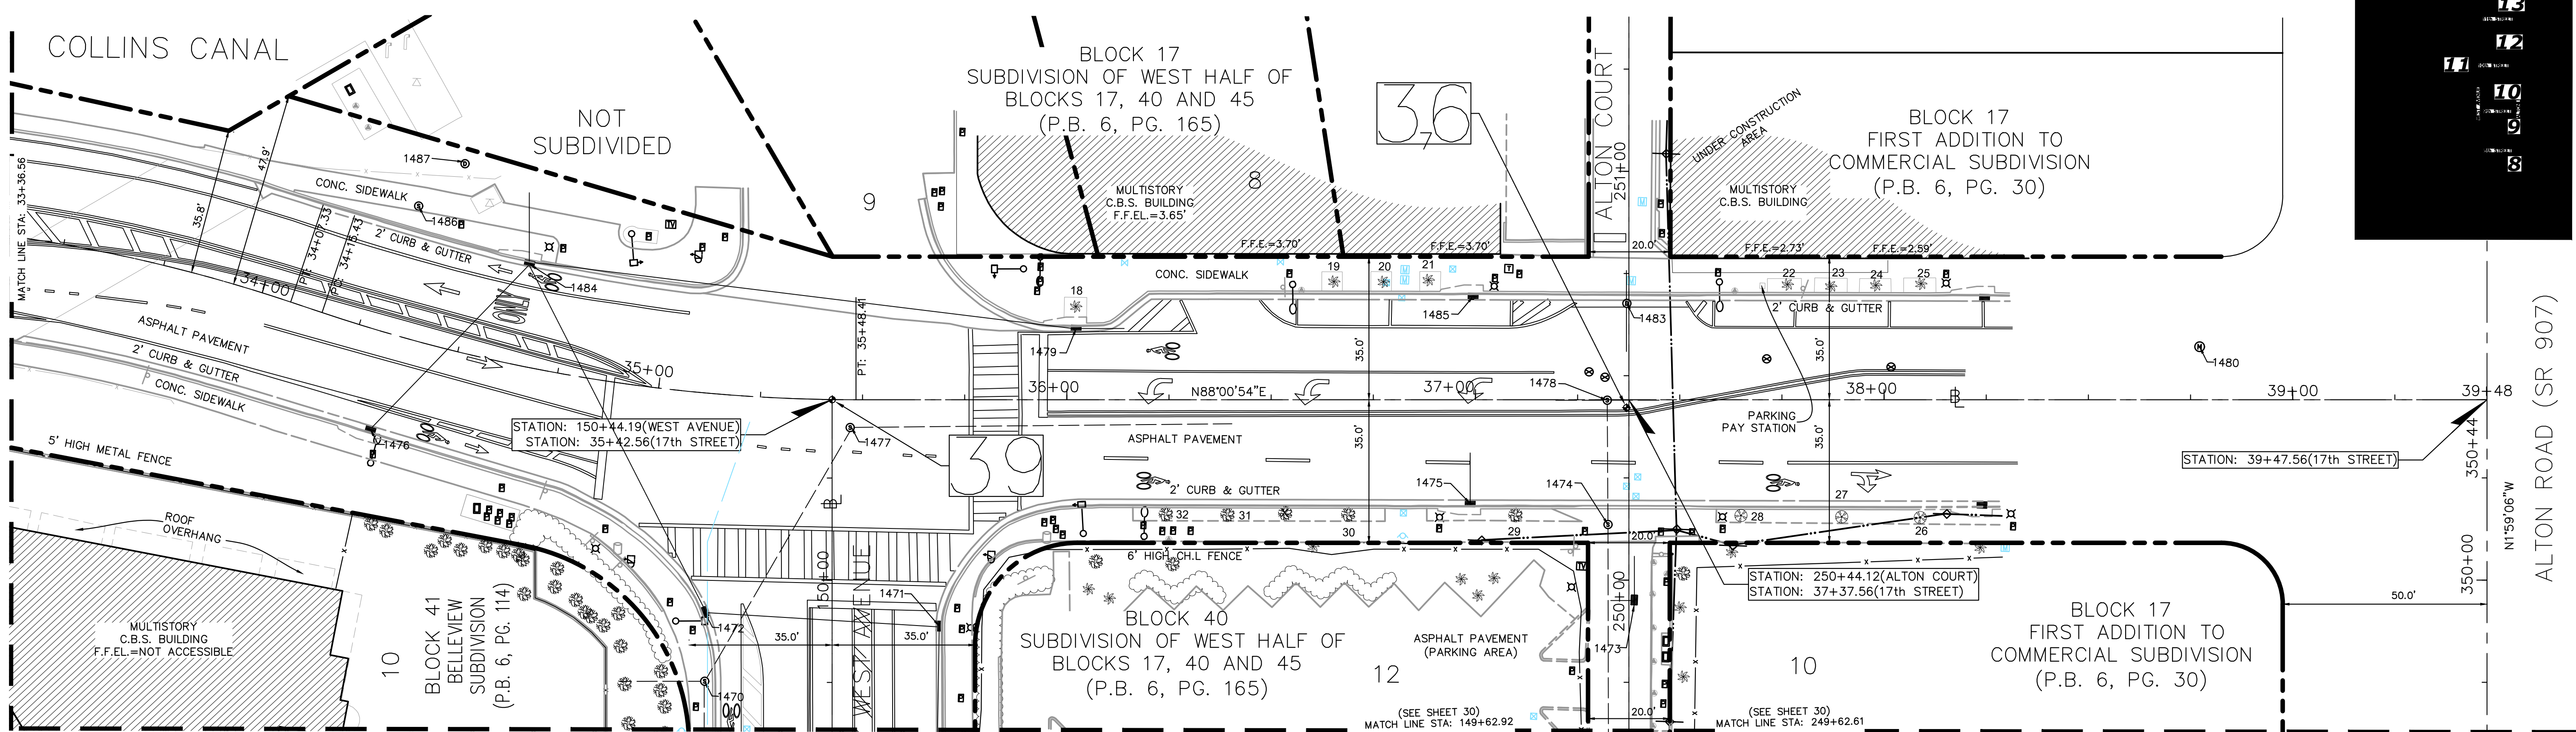 COLLINS CANAL
NOT
SUBDIVIDED
BLOCK 17
SUBDIVISION OF WEST HALF OF
BLOCKS 17, 40 AND 45
(P.B. 6, PG. 165)
36
7
ALTON COURT
251+00
UNDER CONSTRUCTION
AREA
BLOCK 17
FIRST ADDITION TO
COMMERCIAL SUBDIVISION
(P.B. 6, PG. 30)
13
12
11
10
9
8
MATCH LINE STA: 33+36.56
47.9'
35.8'
1487
CONC. SIDEWALK
1486
2' CURB & GUTTER
PT: 34+07.33
34+15.43
34+00
TV
1484
ONLY
9
8
MULTISTORY
C.B.S. BUILDING
F.F.EL.=3.65'
F.F.E.=3.70'
F.F.E.=3.70'
MULTISTORY
C.B.S. BUILDING
20.0'
F.F.E.=2.73'
F.F.E.=2.59'
CONC. SIDEWALK
18
19
20
21
T
22
23
24
25
1479
1485
1483
2' CURB & GUTTER
1480
ASPHALT PAVEMENT
2' CURB & GUTTER
CONC. SIDEWALK
35+00
PT: 35+48.41
36+00
N88°00'54"E
37+00
1478
38+00
39+00
39+48
35.0'
35.0'
35.0'
35.0'
PARKING
PAY STATION
STATION: 150+44.19(WEST AVENUE)
STATION: 35+42.56(17th STREET)
1476
1477
39
ASPHALT PAVEMENT
5' HIGH METAL FENCE
ROOF
OVERHANG
2' CURB & GUTTER
1475
1474
27
STATION: 39+47.56(17th STREET)
350+44
N1°59'06"W
ALTON ROAD (SR 907)
350+00
32
31
30
29
28
26
6' HIGH CH.L FENCE
20.0'
TV
150+00
WEST AVENUE
1471
1472
35.0'
35.0'
1470
250+00
1473
STATION: 250+44.12(ALTON COURT)
STATION: 37+37.56(17th STREET)
50.0'
MULTISTORY
C.B.S. BUILDING
F.F.EL.=NOT ACCESSIBLE
10
BLOCK 41
BELLEVIEW
SUBDIVISION
(P.B. 6, PG. 114)
BLOCK 40
SUBDIVISION OF WEST HALF OF
BLOCKS 17, 40 AND 45
(P.B. 6, PG. 165)
ASPHALT PAVEMENT
(PARKING AREA)
12
10
BLOCK 17
FIRST ADDITION TO
COMMERCIAL SUBDIVISION
(P.B. 6, PG. 30)
(SEE SHEET 30)
MATCH LINE STA: 149+62.92
20.0'
(SEE SHEET 30)
MATCH LINE STA: 249+62.61